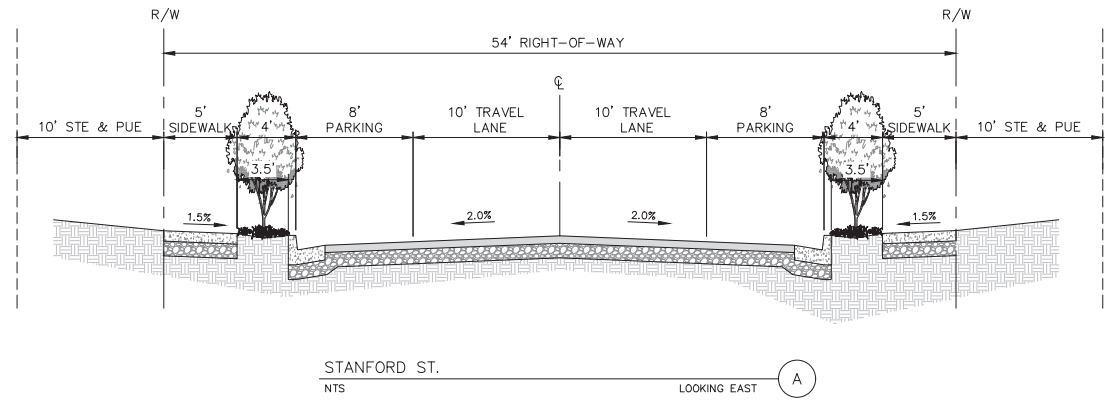 R/W
R/W
54' RIGHT-OF-WAY
℄
10' STE & PUE
5'
SIDEWALK
4'
3.5'
8'
PARKING
10' TRAVEL
LANE
10' TRAVEL
LANE
8'
PARKING
4'
3.5'
5'
SIDEWALK
10' STE & PUE
1.5%
2.0%
2.0%
1.5%
STANFORD ST.
NTS
LOOKING EAST
A